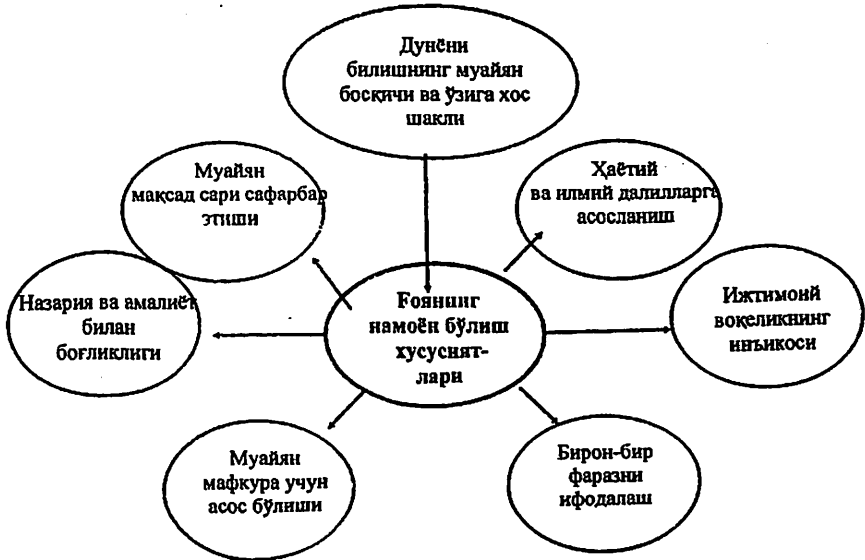 Дунёни
билишнинг муайян
босқичи ва ўзига хос
шакли
Муайян
мақсад сари сафарбар
этиши
Ҳаётий
ва илмий далилларга
асосланиш
Назария ва амалиёт
билан
боғликлиги
Ғоянинг
намоён бўлиш
хусусият-
лари
Ижтимоий
воқеликнинг
инъикоси
Муайян
мафкура учун
асос бўлиши
Бирон-бир
фаразни
ифодалаш